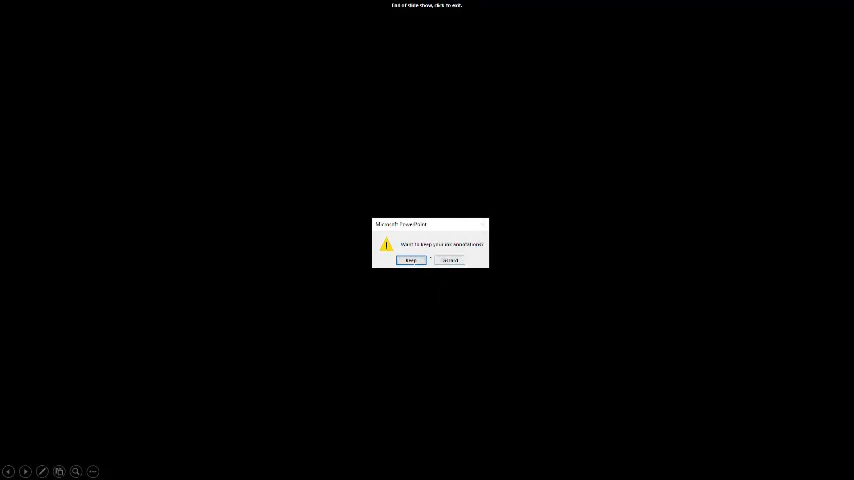 End of slide show, click to exit.
Microsoft PowerPoint
Want to keep your ink annotations?
Keep
Discard